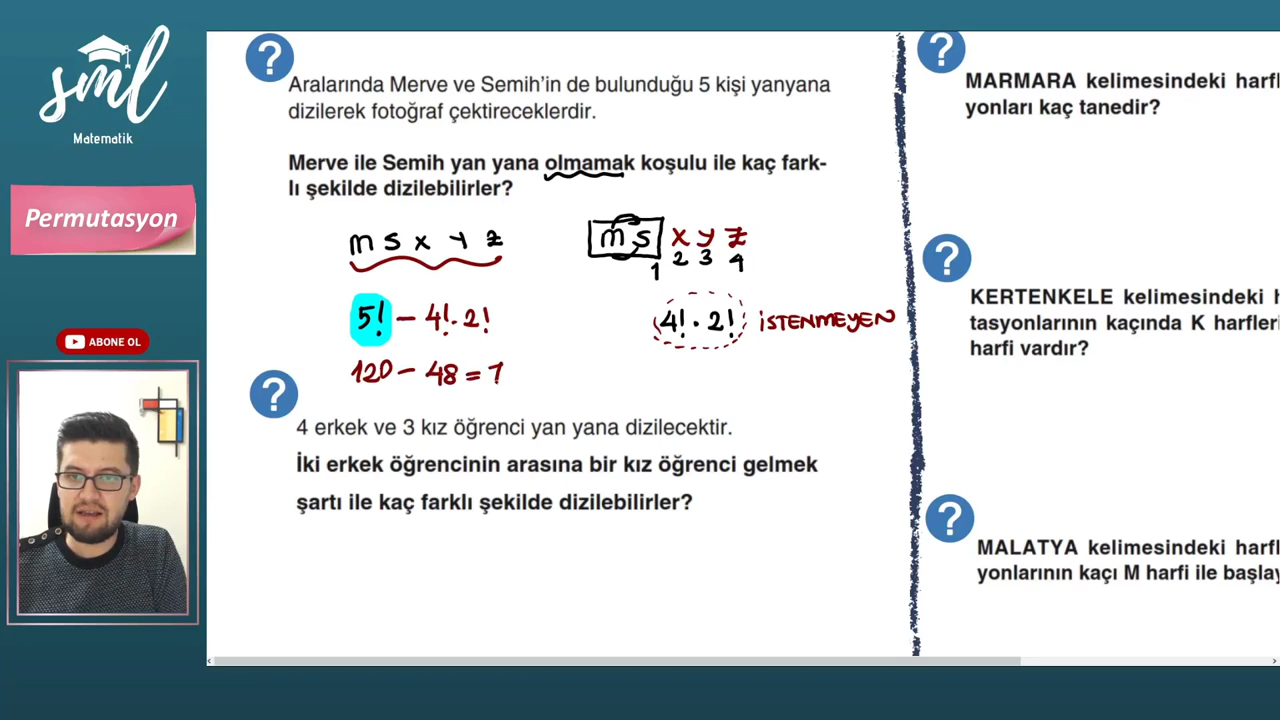 sml
Matematik
Permutasyon
ABONE OL
?
Aralarında Merve ve Semih'in de bulunduğu 5 kişi yanyana
dizilerek fotoğraf çektireceklerdir.
Merve ile Semih yan yana olmamak koşulu ile kaç fark-
lı şekilde dizilebilirler?
m s x y z
m s x y z
1 2 3 4
5! - 4!.2!
4! . 2! İSTENMEYEN
120 - 48 = 7
?
4 erkek ve 3 kız öğrenci yan yana dizilecektir.
İki erkek öğrencinin arasına bir kız öğrenci gelmek
şartı ile kaç farklı şekilde dizilebilirler?
?
MARMARA kelimesindeki harfl
yonları kaç tanedir?
?
KERTENKELE kelimesindeki h
tasyonlarının kaçında K harfleri
harfi vardır?
?
MALATYA kelimesindeki harfl
yonlarının kaçı M harfi ile başlay